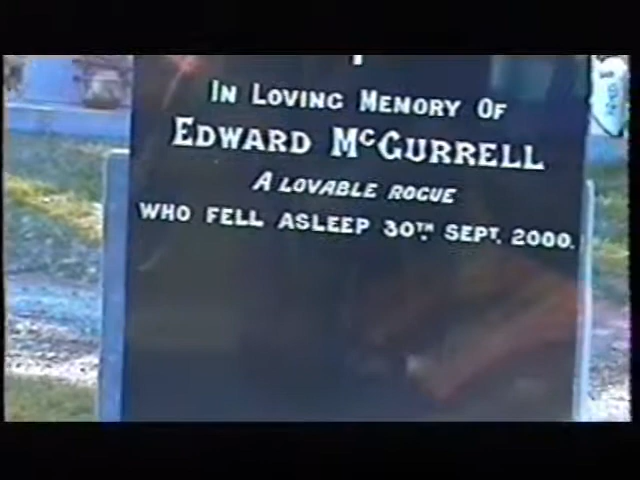 IN LOVING MEMORY OF
EDWARD McGURRELL
A LOVABLE ROGUE
WHO FELL ASLEEP 30TH. SEPT. 2000.